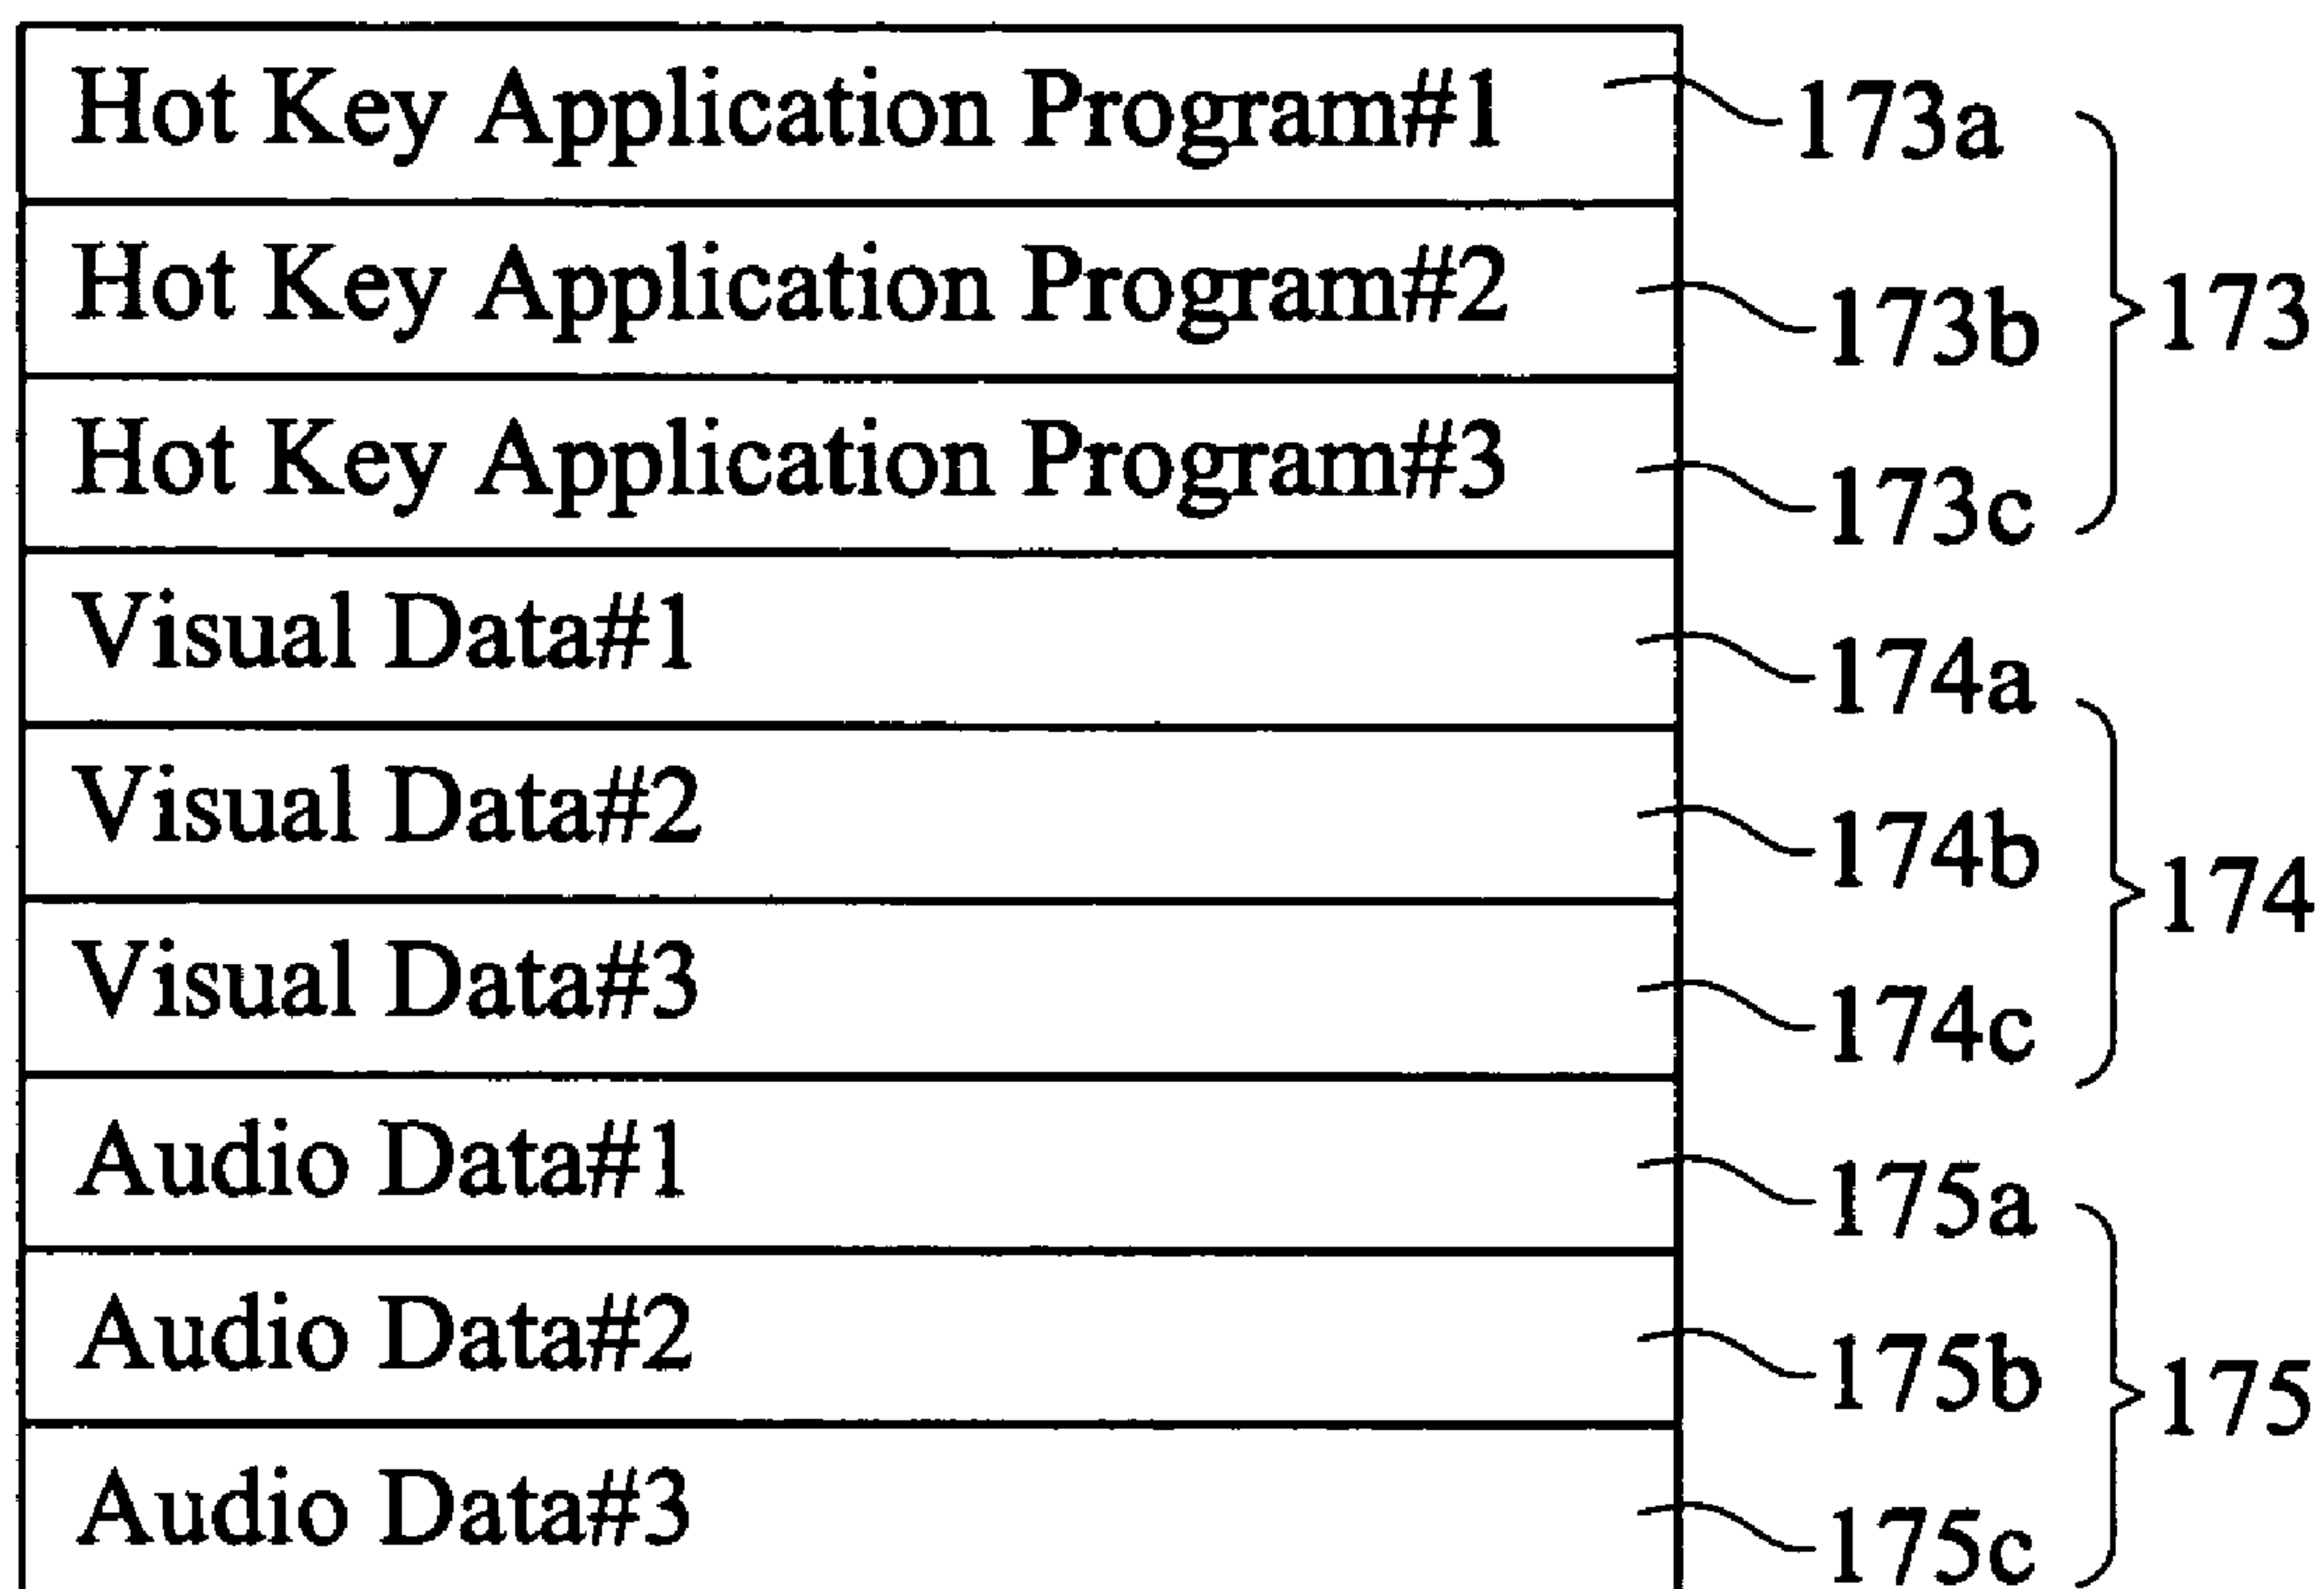 Hot Key Application Program#1 173a
Hot Key Application Program#2 173b 173
Hot Key Application Program#3 173c
Visual Data#1 174a
Visual Data#2 174b 174
Visual Data#3 174c
Audio Data#1 175a
Audio Data#2 175b 175
Audio Data#3 175c